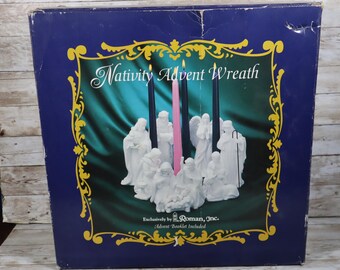 Nativity Advent Wreath
Exclusively by Roman, Inc.
Advent Booklet Included